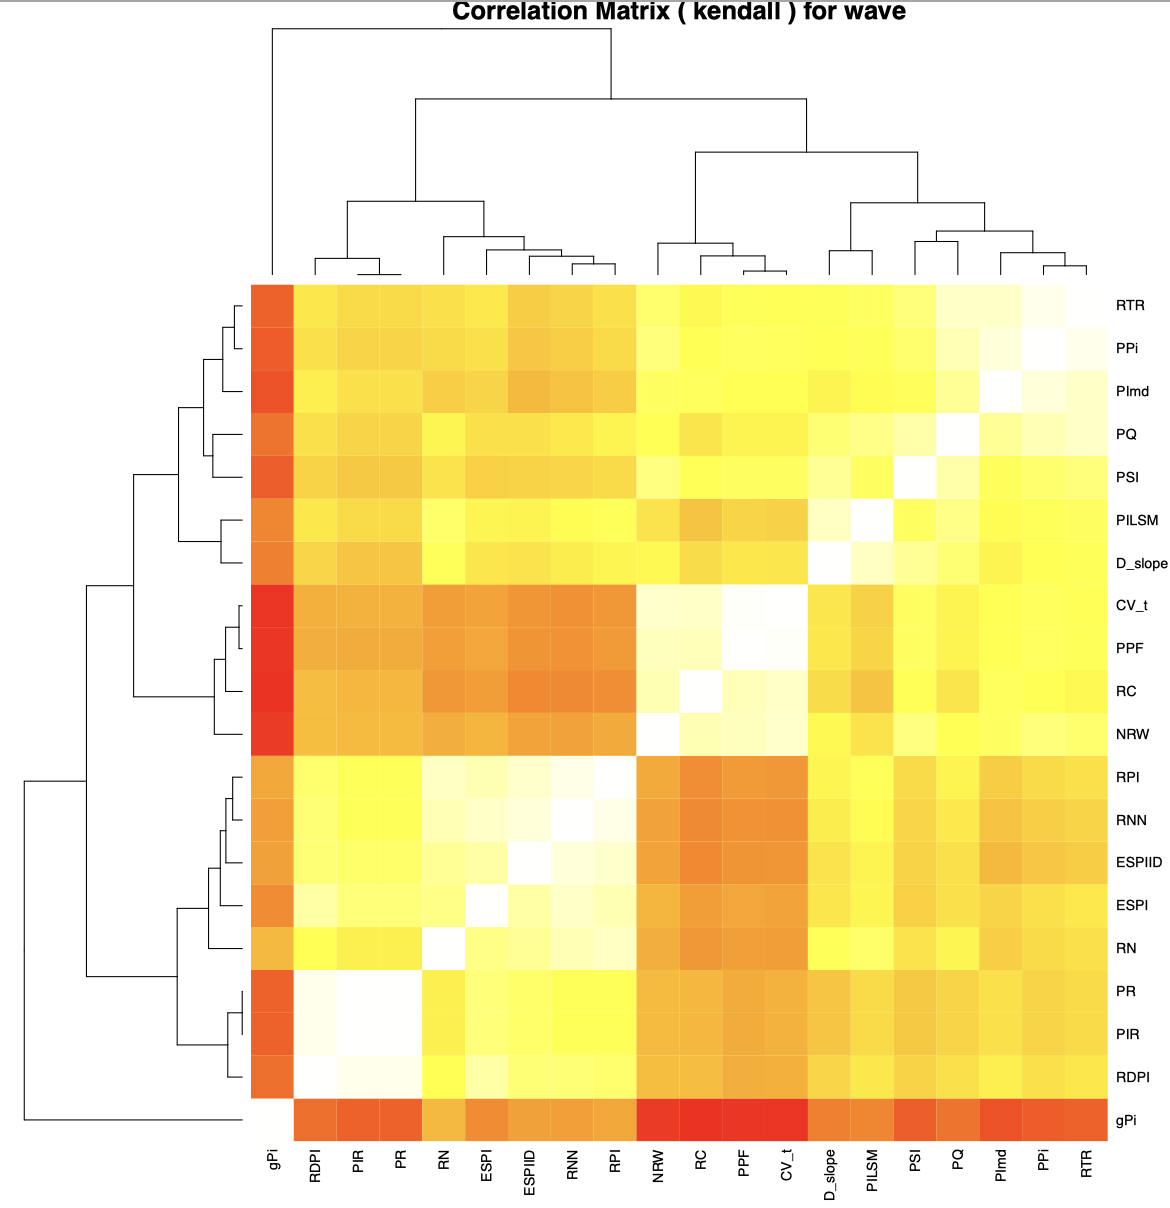 Correlation Matrix ( kendall ) for wave
RTR
PPi
PImd
PQ
PSI
PILSM
D_slope
CV_t
PPF
RC
NRW
RPI
RNN
ESPIID
ESPI
RN
PR
PIR
RDPI
gPi
gPi
RDPI
PIR
PR
RN
ESPI
ESPIID
RNN
RPI
NRW
RC
PPF
CV_t
D_slope
PILSM
PSI
PQ
PImd
PPi
RTR